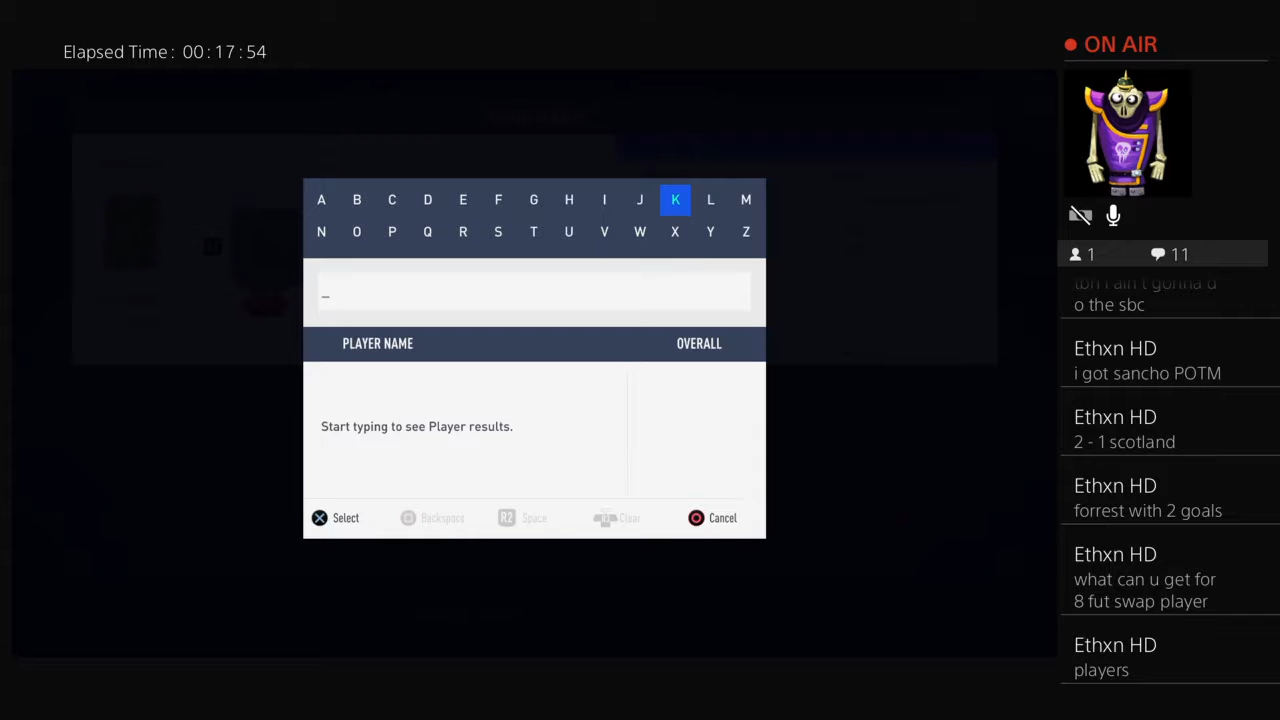 Elapsed Time: 00:17:54
ON AIR
A B C D E F G H I J K L M
N O P Q R S T U V W X Y Z
_
PLAYER NAME OVERALL
Start typing to see Player results.
Select Backspace R2 Space Clear Cancel
1 11
o the sbc
Ethxn HD
i got sancho POTM
Ethxn HD
2 - 1 scotland
Ethxn HD
forrest with 2 goals
Ethxn HD
what can u get for
8 fut swap player
Ethxn HD
players